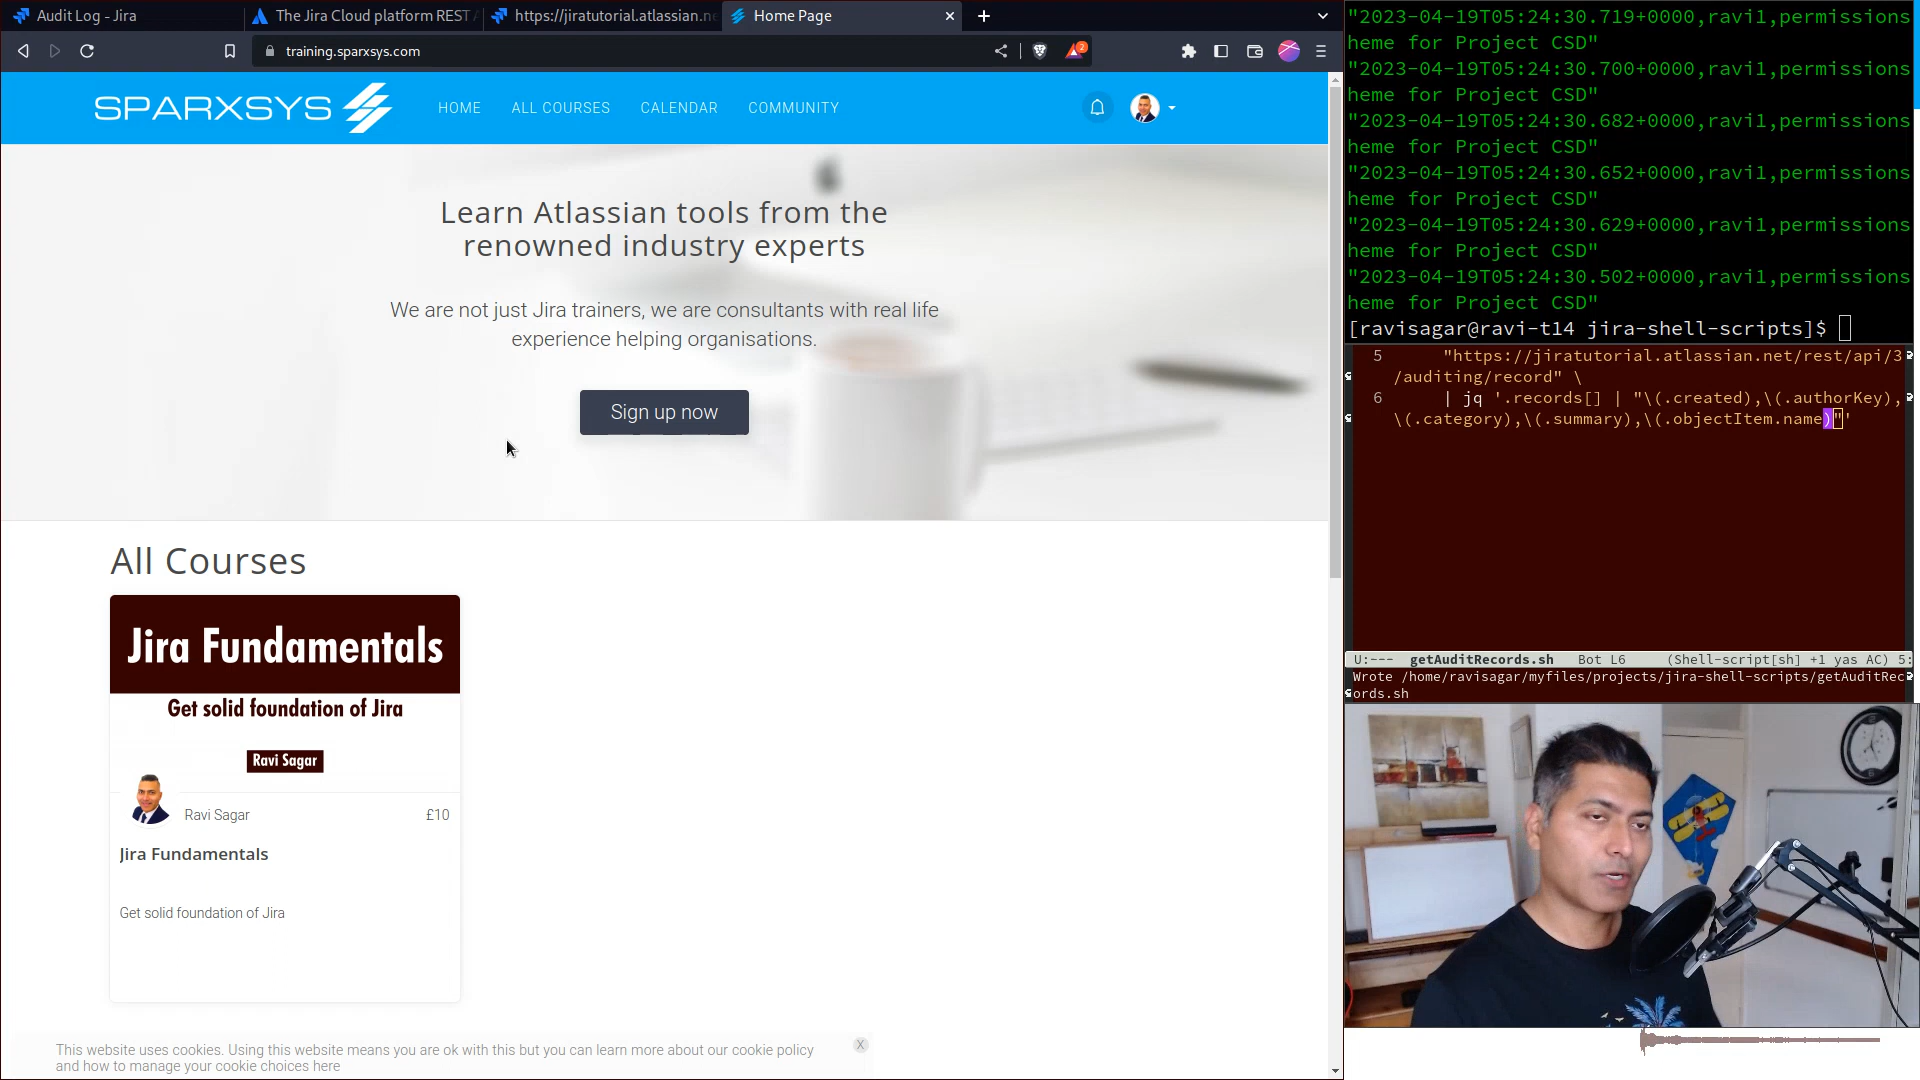 Audit Log - Jira
The Jira Cloud platform REST A
https://jiratutorial.atlassian.ne
Home Page
training.sparxsys.com
2
SPARXSYS
HOME
ALL COURSES
CALENDAR
COMMUNITY
Learn Atlassian tools from the
renowned industry experts
We are not just Jira trainers, we are consultants with real life
experience helping organisations.
Sign up now
All Courses
Jira Fundamentals
Get solid foundation of Jira
Ravi Sagar
Ravi Sagar
£10
Jira Fundamentals
Get solid foundation of Jira
This website uses cookies. Using this website means you are ok with this but you can learn more about our cookie policy
and how to manage your cookie choices here
X
"2023-04-19T05:24:30.719+0000,ravi1,permissions
heme for Project CSD"
"2023-04-19T05:24:30.700+0000,ravi1,permissions
heme for Project CSD"
"2023-04-19T05:24:30.682+0000,ravi1,permissions
heme for Project CSD"
"2023-04-19T05:24:30.652+0000,ravi1,permissions
heme for Project CSD"
"2023-04-19T05:24:30.629+0000,ravi1,permissions
heme for Project CSD"
"2023-04-19T05:24:30.502+0000,ravi1,permissions
heme for Project CSD"
[ravisagar@ravi-t14 jira-shell-scripts]$
5 "https://jiratutorial.atlassian.net/rest/api/3
/auditing/record" \
6 | jq '.records[] | "\(.created),\(.authorKey),
\(.category),\(.summary),\(.objectItem.name)"'
U:--- getAuditRecords.sh Bot L6 (Shell-script[sh] +1 yas AC) 5:
Wrote /home/ravisagar/myfiles/projects/jira-shell-scripts/getAuditRec
ords.sh